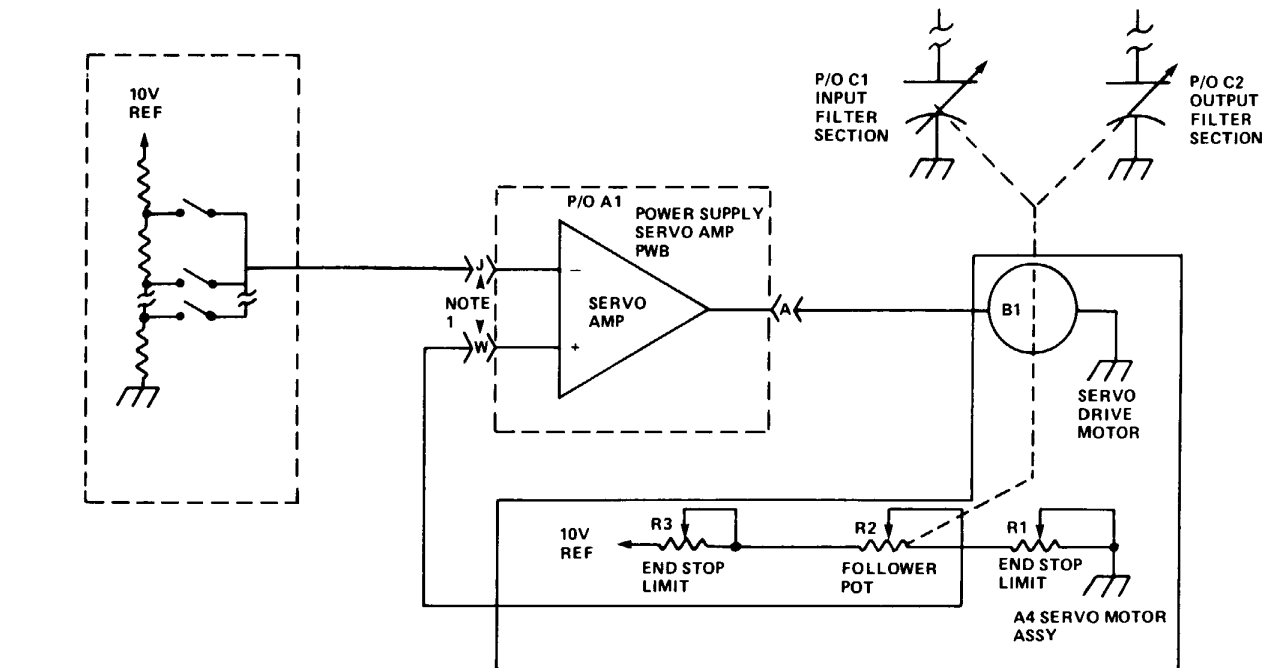 10V
REF
P/O C1
INPUT
FILTER
SECTION
P/O C2
OUTPUT
FILTER
SECTION
P/O A1
POWER SUPPLY
SERVO AMP
PWB
J
NOTE
1
W
−
SERVO
AMP
+
A
B1
SERVO
DRIVE
MOTOR
10V
REF
R3
END STOP
LIMIT
R2
FOLLOWER
POT
R1
END STOP
LIMIT
A4 SERVO MOTOR
ASSY